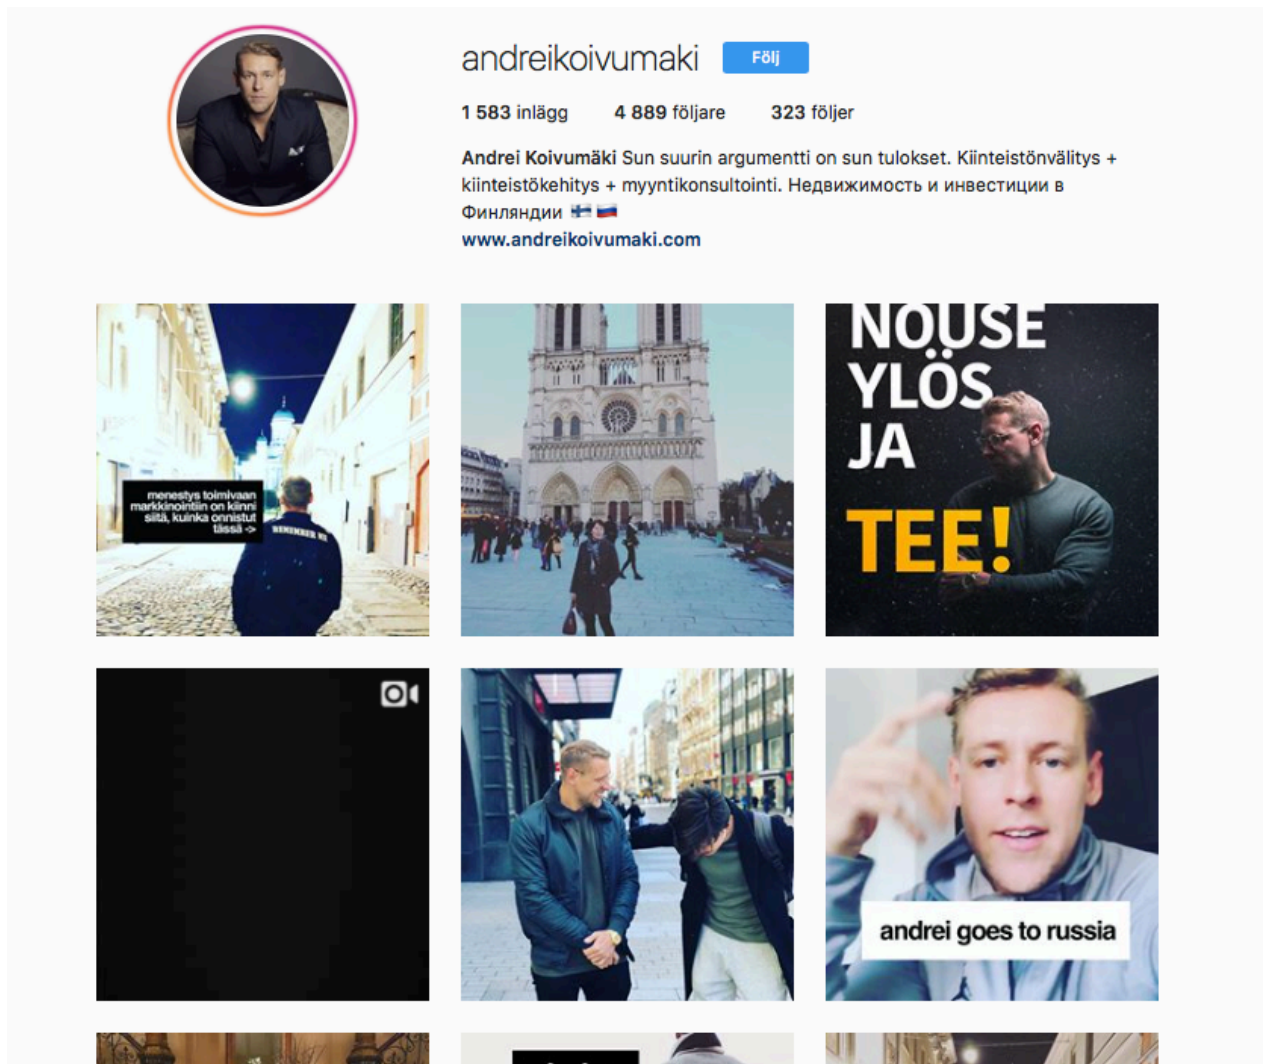 andreikoivumaki Följ
1 583 inlägg 4 889 följare 323 följer
Andrei Koivumäki Sun suurin argumentti on sun tulokset. Kiinteistönvälitys +
kiinteistökehitys + myyntikonsultointi. Недвижимость и инвестиции в
Финляндии 🇫🇮 🇷🇺
www.andreikoivumaki.com
menestys toimivaan
markkinointiin on kiinni
siitä, kuinka onnistut
tässä ->
REMEMBER ME
NOUSE
YLÖS
JA
TEE!
andrei goes to russia